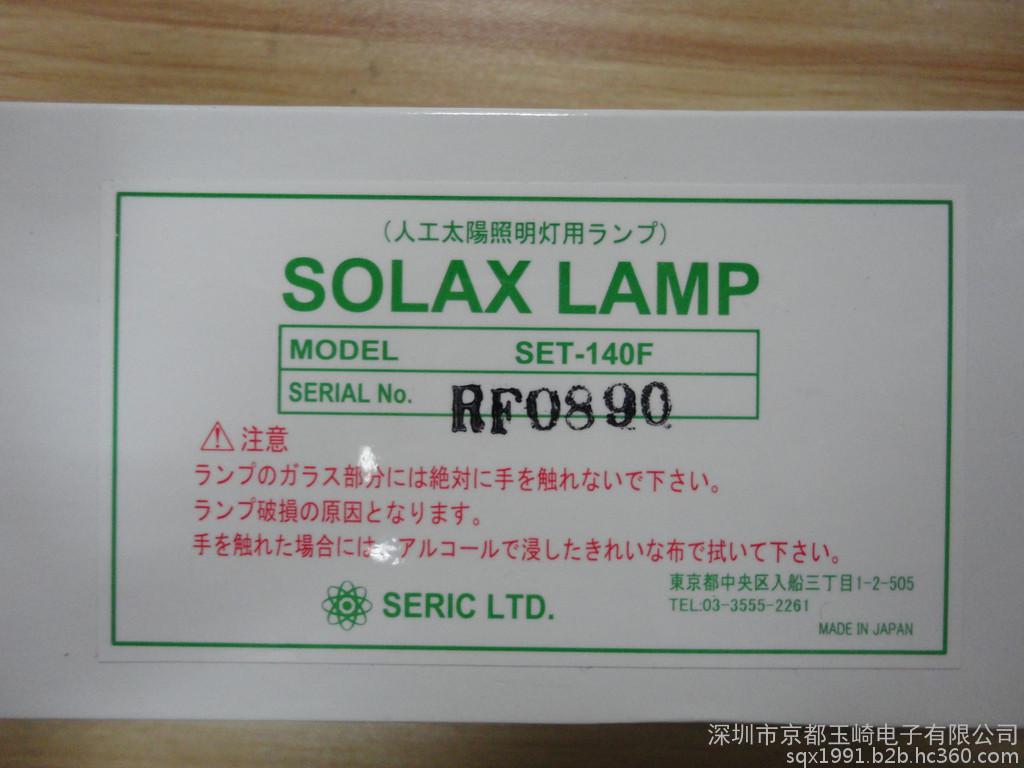 （人工太陽照明灯用ランプ）
SOLAX LAMP
MODEL SET-140F
SERIAL No. RF0890
注意
ランプのガラス部分には絶対に手を触れないで下さい。
ランプ破損の原因となります。
手を触れた場合には、アルコールで浸したきれいな布で拭いて下さい。
SERIC LTD.
東京都中央区入船三丁目1-2-505
TEL:03-3555-2261
MADE IN JAPAN
深圳市京都玉崎电子有限公司
sqx1991.b2b.hc360.com